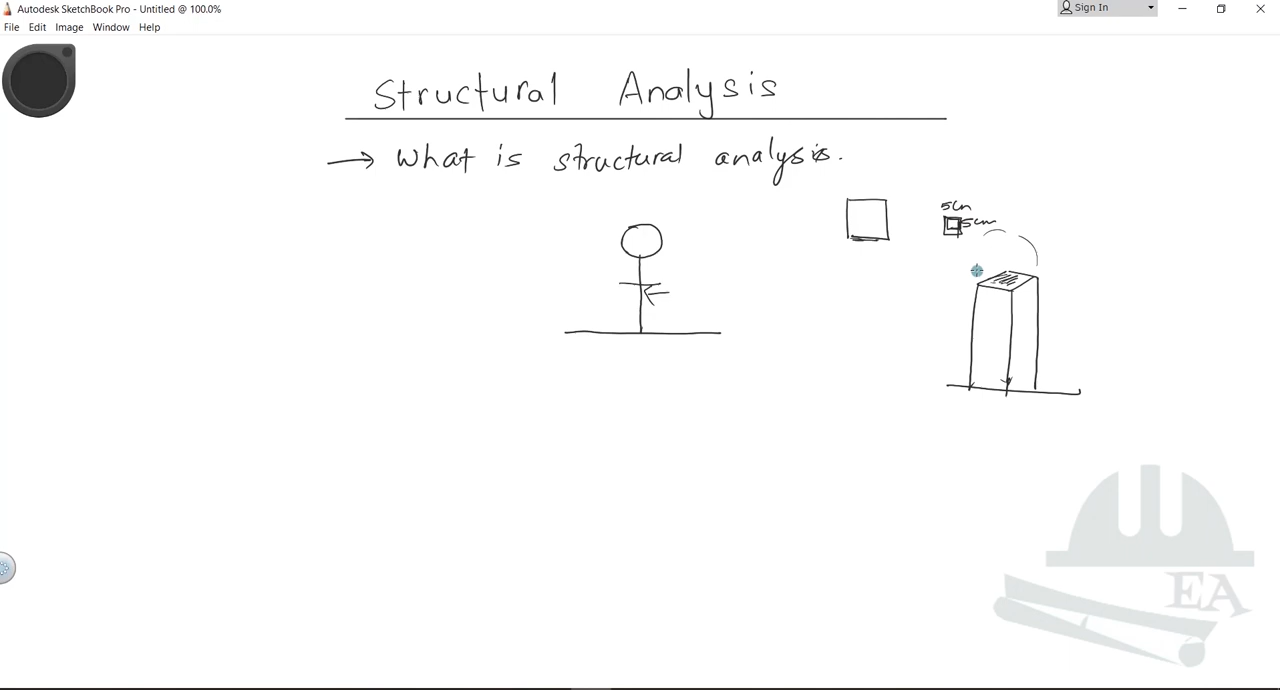 Autodesk SketchBook Pro - Untitled @ 100.0%
Sign In
File Edit Image Window Help
Structural Analysis
→ What is structural analysis.
5cm
5cm
EA